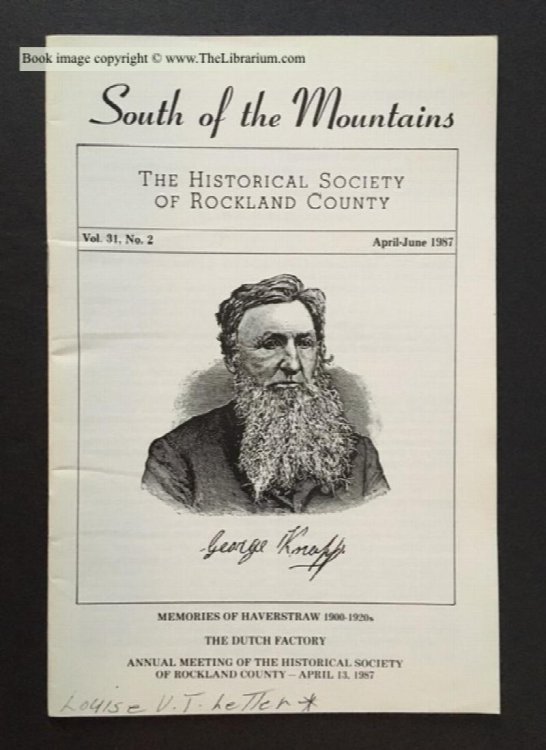 Book image copyright © www.TheLibrarium.com
South of the Mountains
THE HISTORICAL SOCIETY
OF ROCKLAND COUNTY
Vol. 31, No. 2
April-June 1987
George Knapp
MEMORIES OF HAVERSTRAW 1900-1920s
THE DUTCH FACTORY
ANNUAL MEETING OF THE HISTORICAL SOCIETY
OF ROCKLAND COUNTY – APRIL 13, 1987
Louise V.T. Letter*